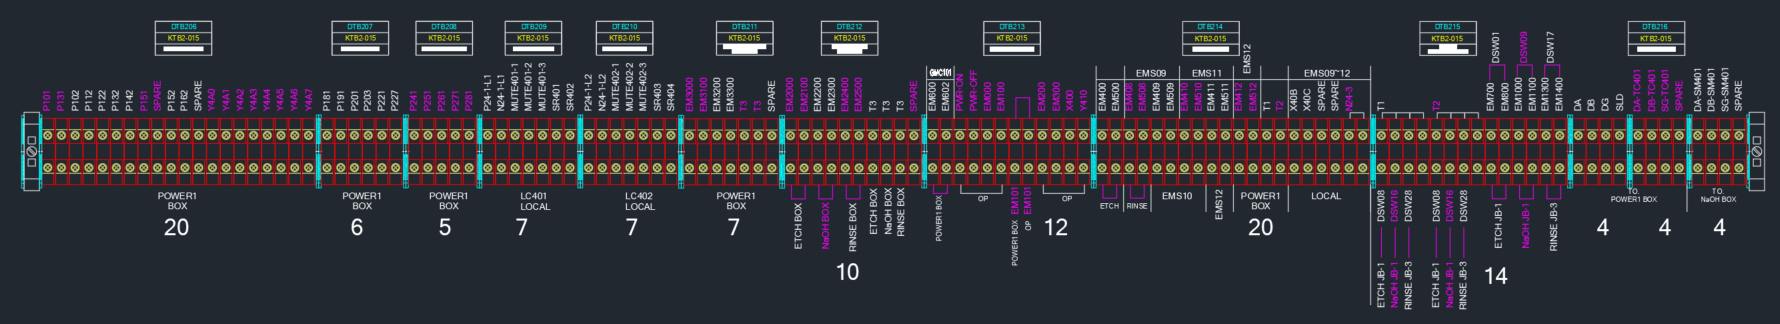 DTB206
KTB2-015
DTB207
KTB2-015
DTB208
KTB2-015
DTB209
KTB2-015
DTB210
KTB2-015
DTB211
KTB2-015
DTB212
KTB2-015
DTB213
KTB2-015
DTB214
KTB2-015
DTB215
KTB2-015
DTB216
KTB2-015
P101
P131
P102
P112
P122
P132
P142
P151
SPARE
P152
P162
SPARE
Y4A0
Y4A1
Y4A2
Y4A3
Y4A4
Y4A5
Y4A6
Y4A7
P181
P191
P201
P203
P221
P227
P241
P251
P261
P271
P281
P24-1-L1
N24-1-L1
MUTE401-1
MUTE401-2
MUTE401-3
SR401
SR402
P24-1-L2
N24-1-L2
MUTE402-1
MUTE402-2
MUTE402-3
SR403
SR404
EM3000
EM3100
EM3200
EM3300
T3
T3
SPARE
EM2000
EM2100
EM2200
EM2300
EM2400
EM2500
T3
T3
T3
SPARE
GMC101
EM600
EM602
PWR-ON
PWR-OFF
EM000
EM100
EM200
EM300
X400
Y410
EMS09
EMS11
EMS12
EMS09~12
EM400
EM500
EM408
EM508
EM409
EM509
EM410
EM510
EM411
EM511
EM412
EM512
T1
T2
X40B
X40C
SPARE
SPARE
N24-3
T1
T2
DSW01
DSW09
DSW17
EM700
EM800
EM1000
EM1100
EM1300
EM1400
DA
DB
DG
SLD
DA-TC401
DB-TC401
SG-TC401
SPARE
DA-SM401
DB-SM401
SG-SM401
SPARE
POWER1
BOX
20
POWER1
BOX
6
POWER1
BOX
5
LC401
LOCAL
7
LC402
LOCAL
7
POWER1
BOX
7
ETCH BOX
NaOH BOX
RINSE BOX
ETCH BOX
NaOH BOX
RINSE BOX
10
POWER1 BOX
OP
POWER1 BOX EM101
OP EM101
OP
12
ETCH
RINSE
EMS10
EMS12
POWER1
BOX
LOCAL
20
ETCH JB-1 DSW08
NaOH JB-1 DSW16
RINSE JB-3 DSW28
ETCH JB-1 DSW08
NaOH JB-1 DSW16
RINSE JB-3 DSW28
ETCH JB-1
NaOH JB-1
RINSE JB-3
14
TO.
POWER1 BOX
4
4
TO.
NaOH BOX
4